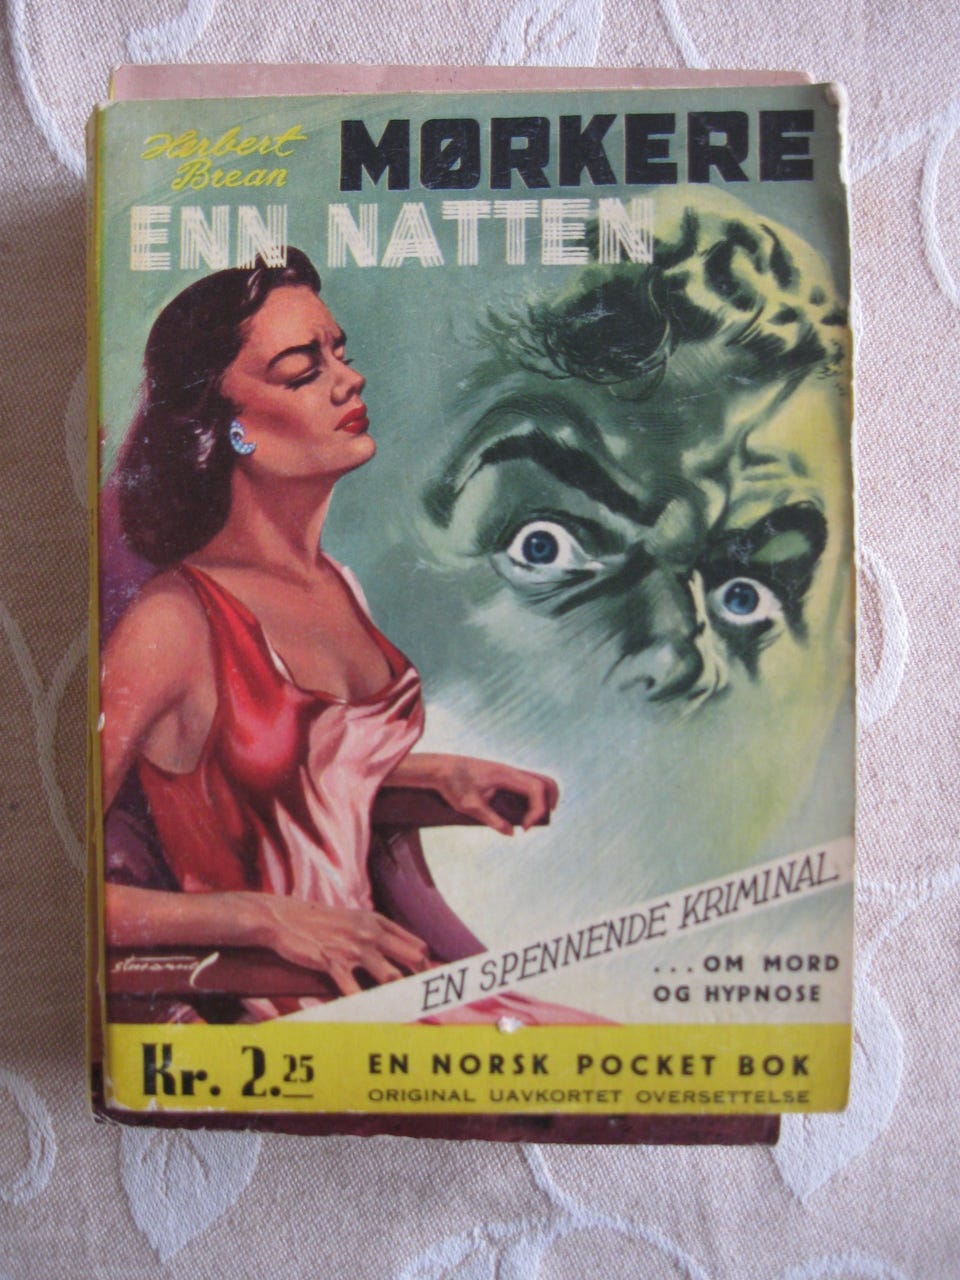 Herbert
Brean
MØRKERE
ENN NATTEN
EN SPENNENDE KRIMINAL
...OM MORD
OG HYPNOSE
Kr. 2.25
EN NORSK POCKET BOK
ORIGINAL UAVKORTET OVERSETTELSE